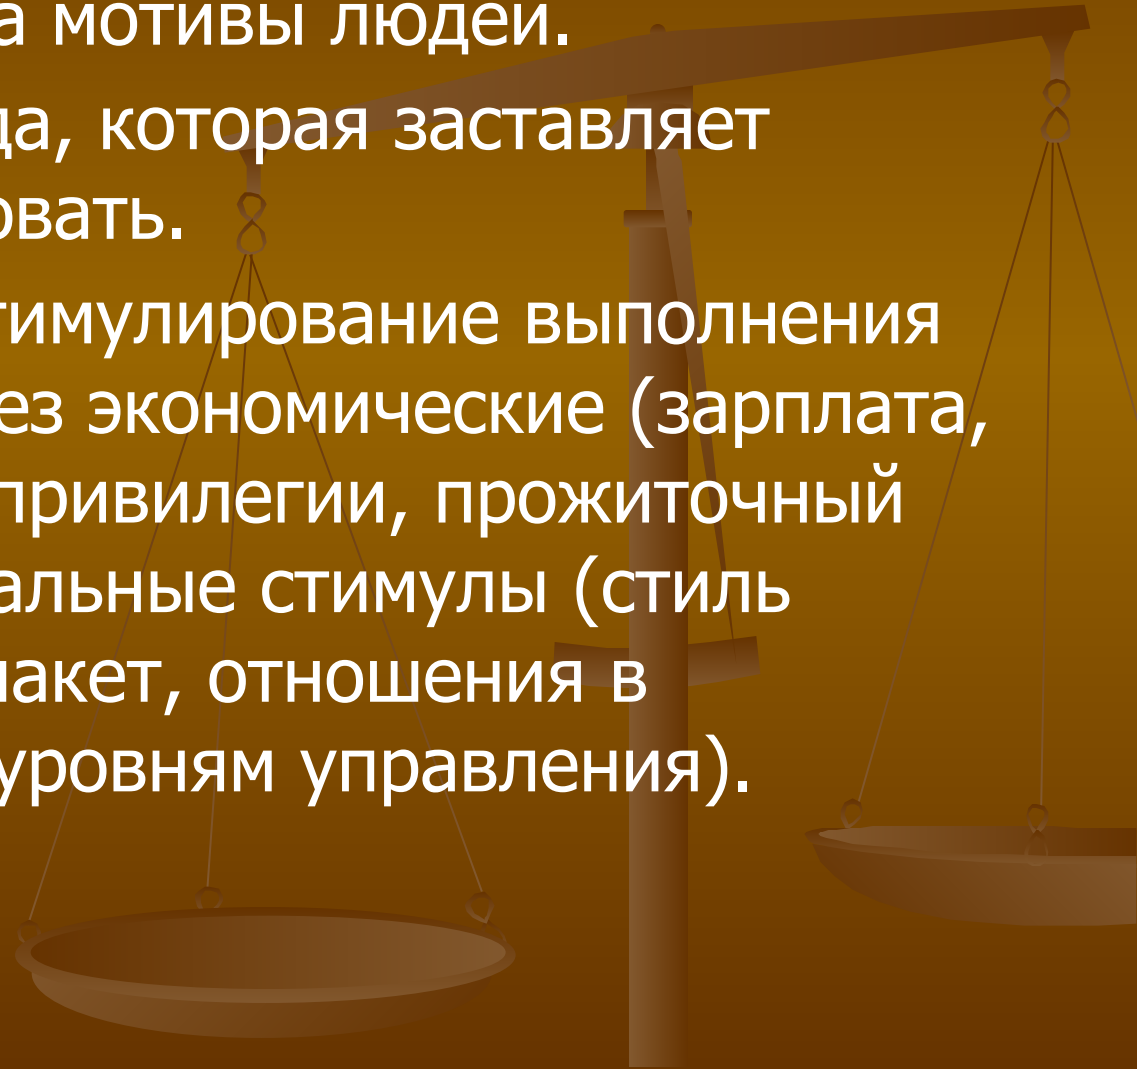 а мотивы людей.
да, которая заставляет
овать.
тимулирование выполнения
ез экономические (зарплата,
привилегии, прожиточный
альные стимулы (стиль
пакет, отношения в
уровням управления).